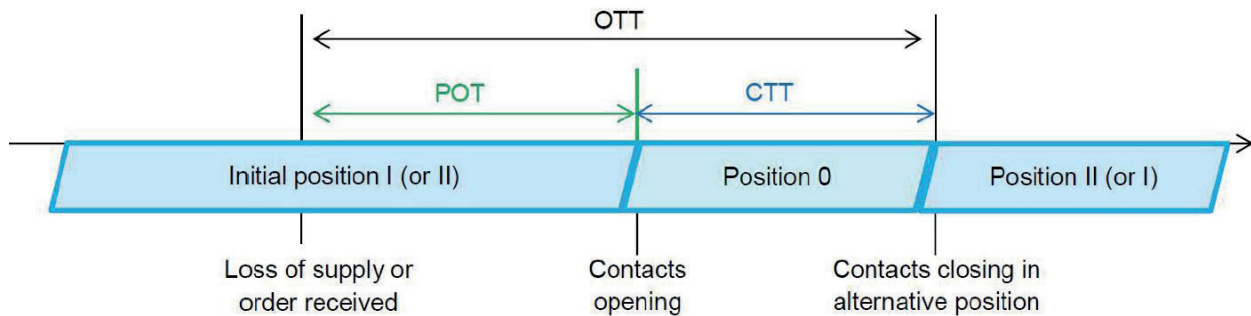 OTT
POT
CTT
Initial position I (or II)
Position 0
Position II (or I)
Loss of supply or
order received
Contacts
opening
Contacts closing in
alternative position